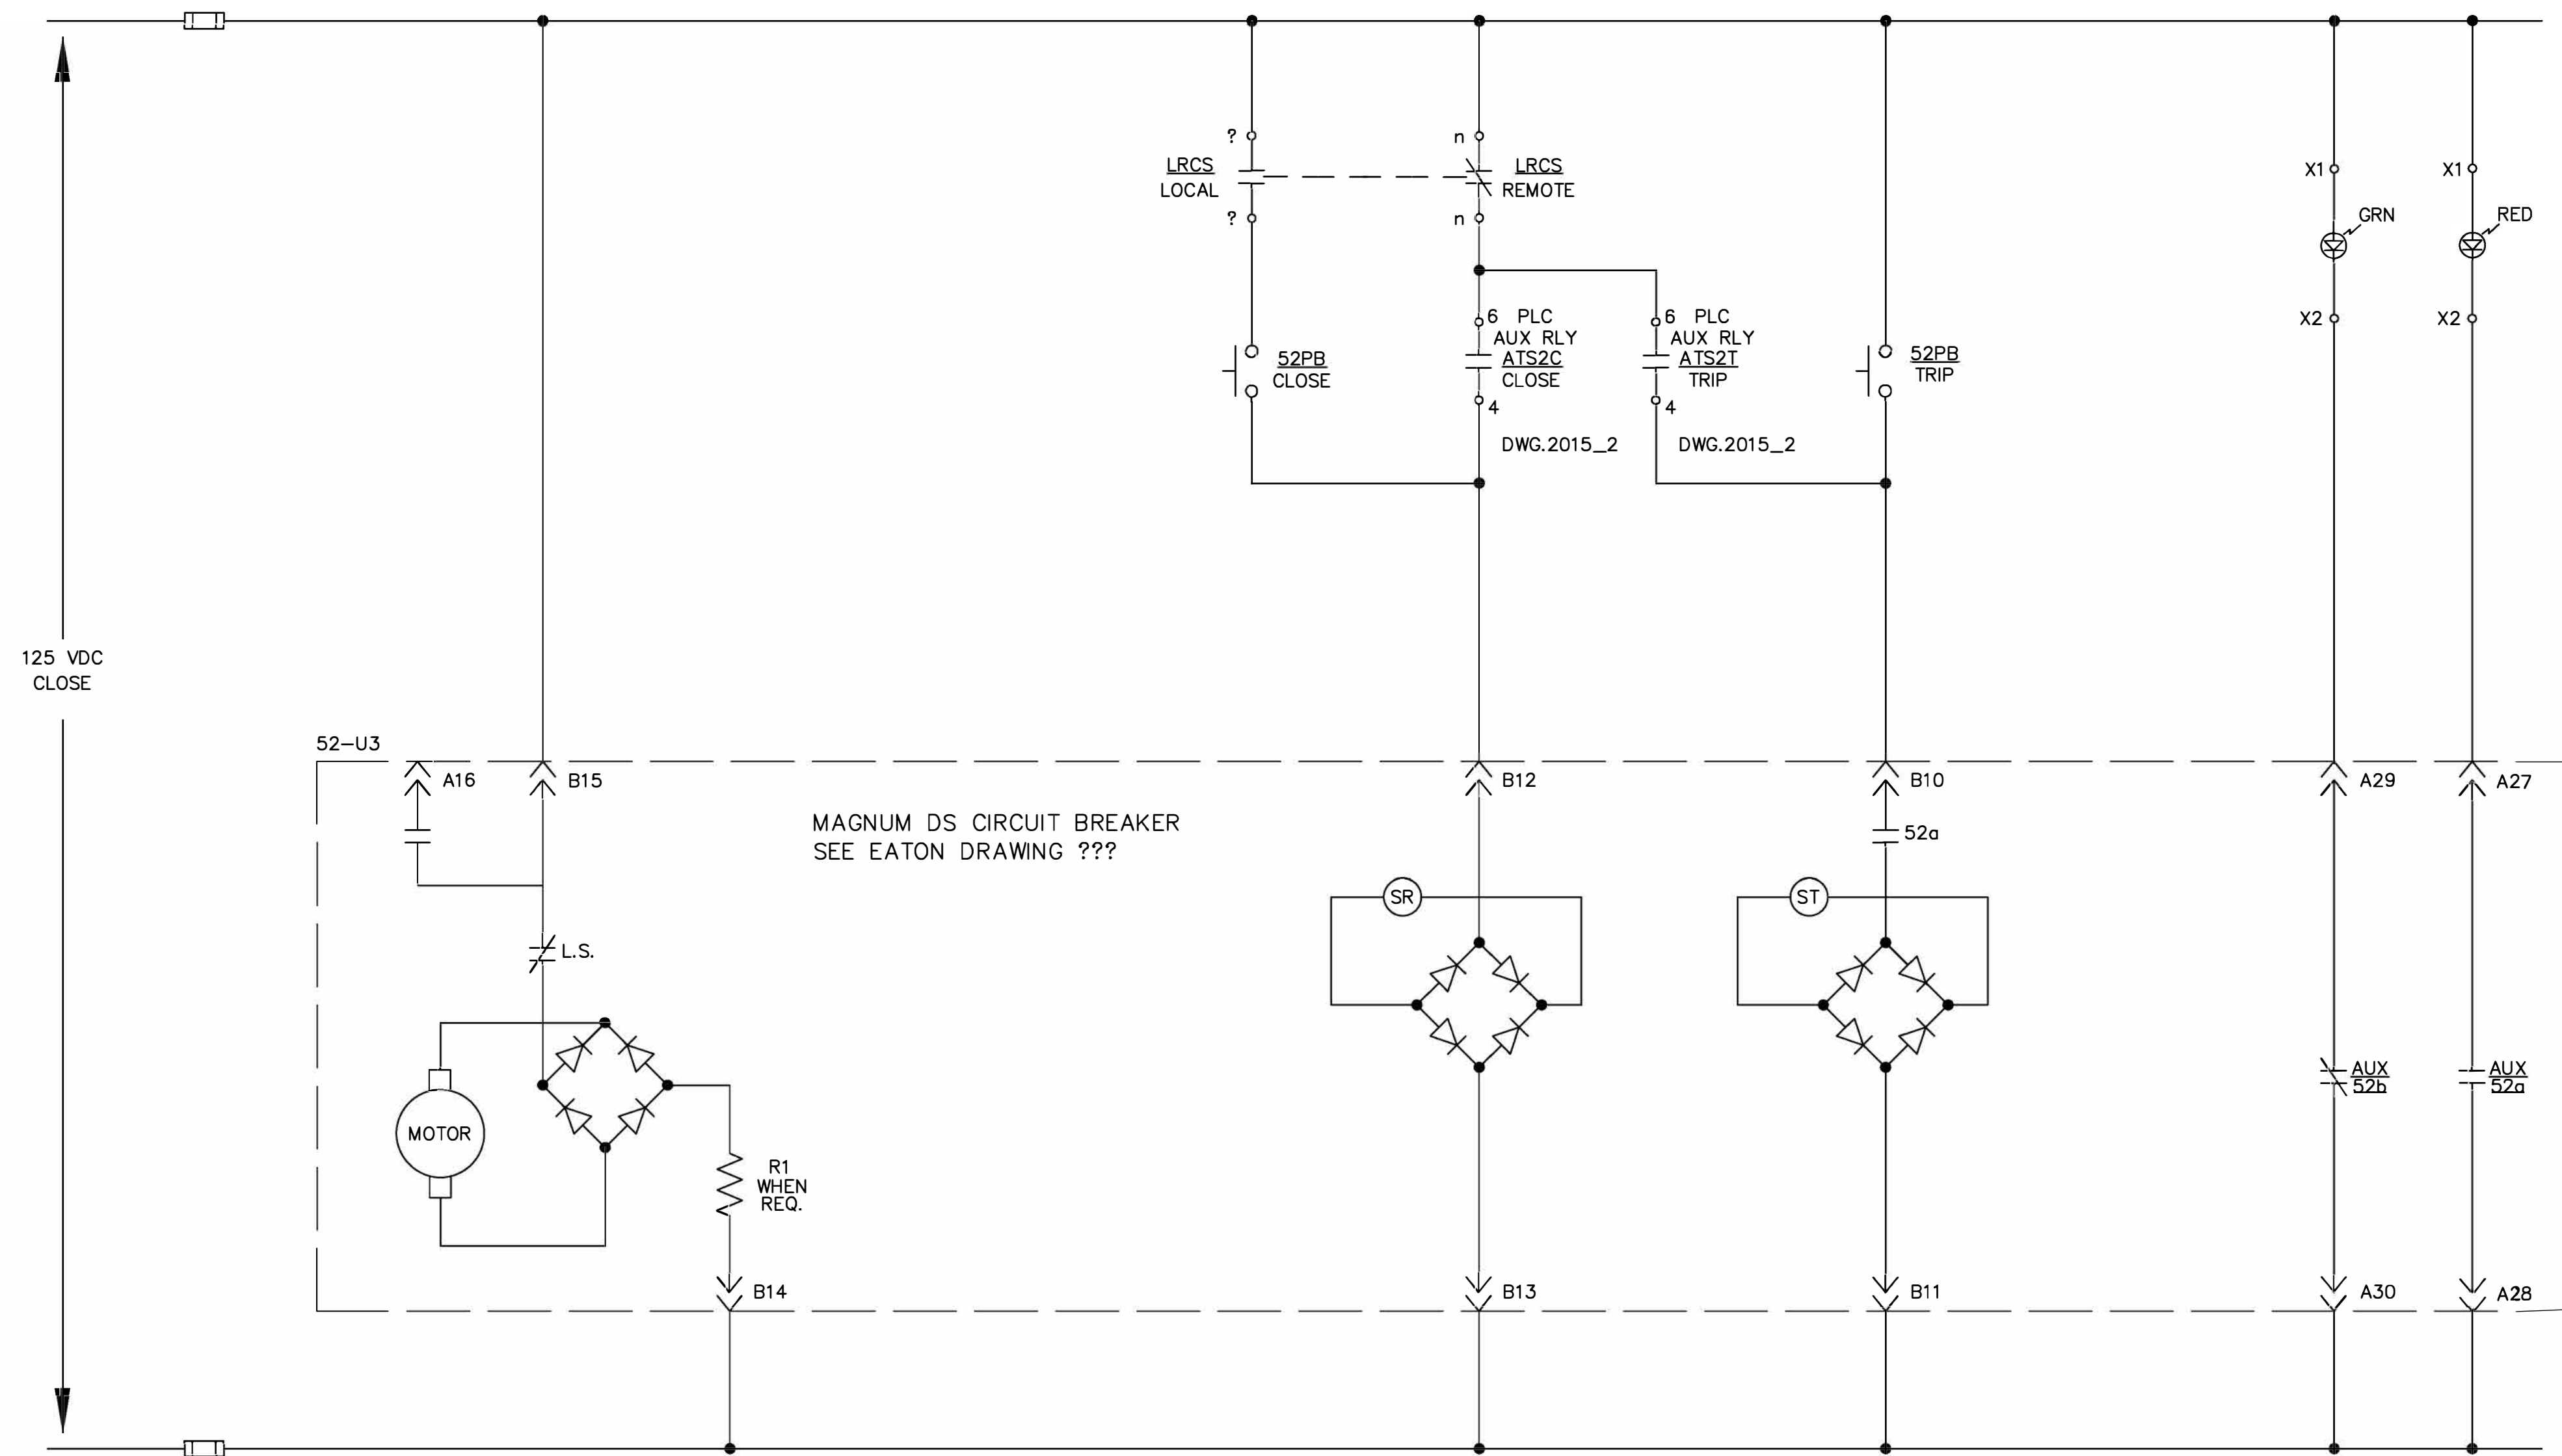 ?
LRCS
LOCAL
?
n
LRCS
REMOTE
n
X1
X1
GRN
RED
X2
X2
6 PLC
AUX RLY
ATS2C
CLOSE
4
DWG.2015_2
6 PLC
AUX RLY
ATS2T
TRIP
4
DWG.2015_2
52PB
CLOSE
52PB
TRIP
125 VDC
CLOSE
52-U3
A16
B15
B12
B10
A29
A27
MAGNUM DS CIRCUIT BREAKER
SEE EATON DRAWING ???
52a
SR
ST
L.S.
MOTOR
R1
WHEN
REQ.
AUX
52b
AUX
52a
B14
B13
B11
A30
A28